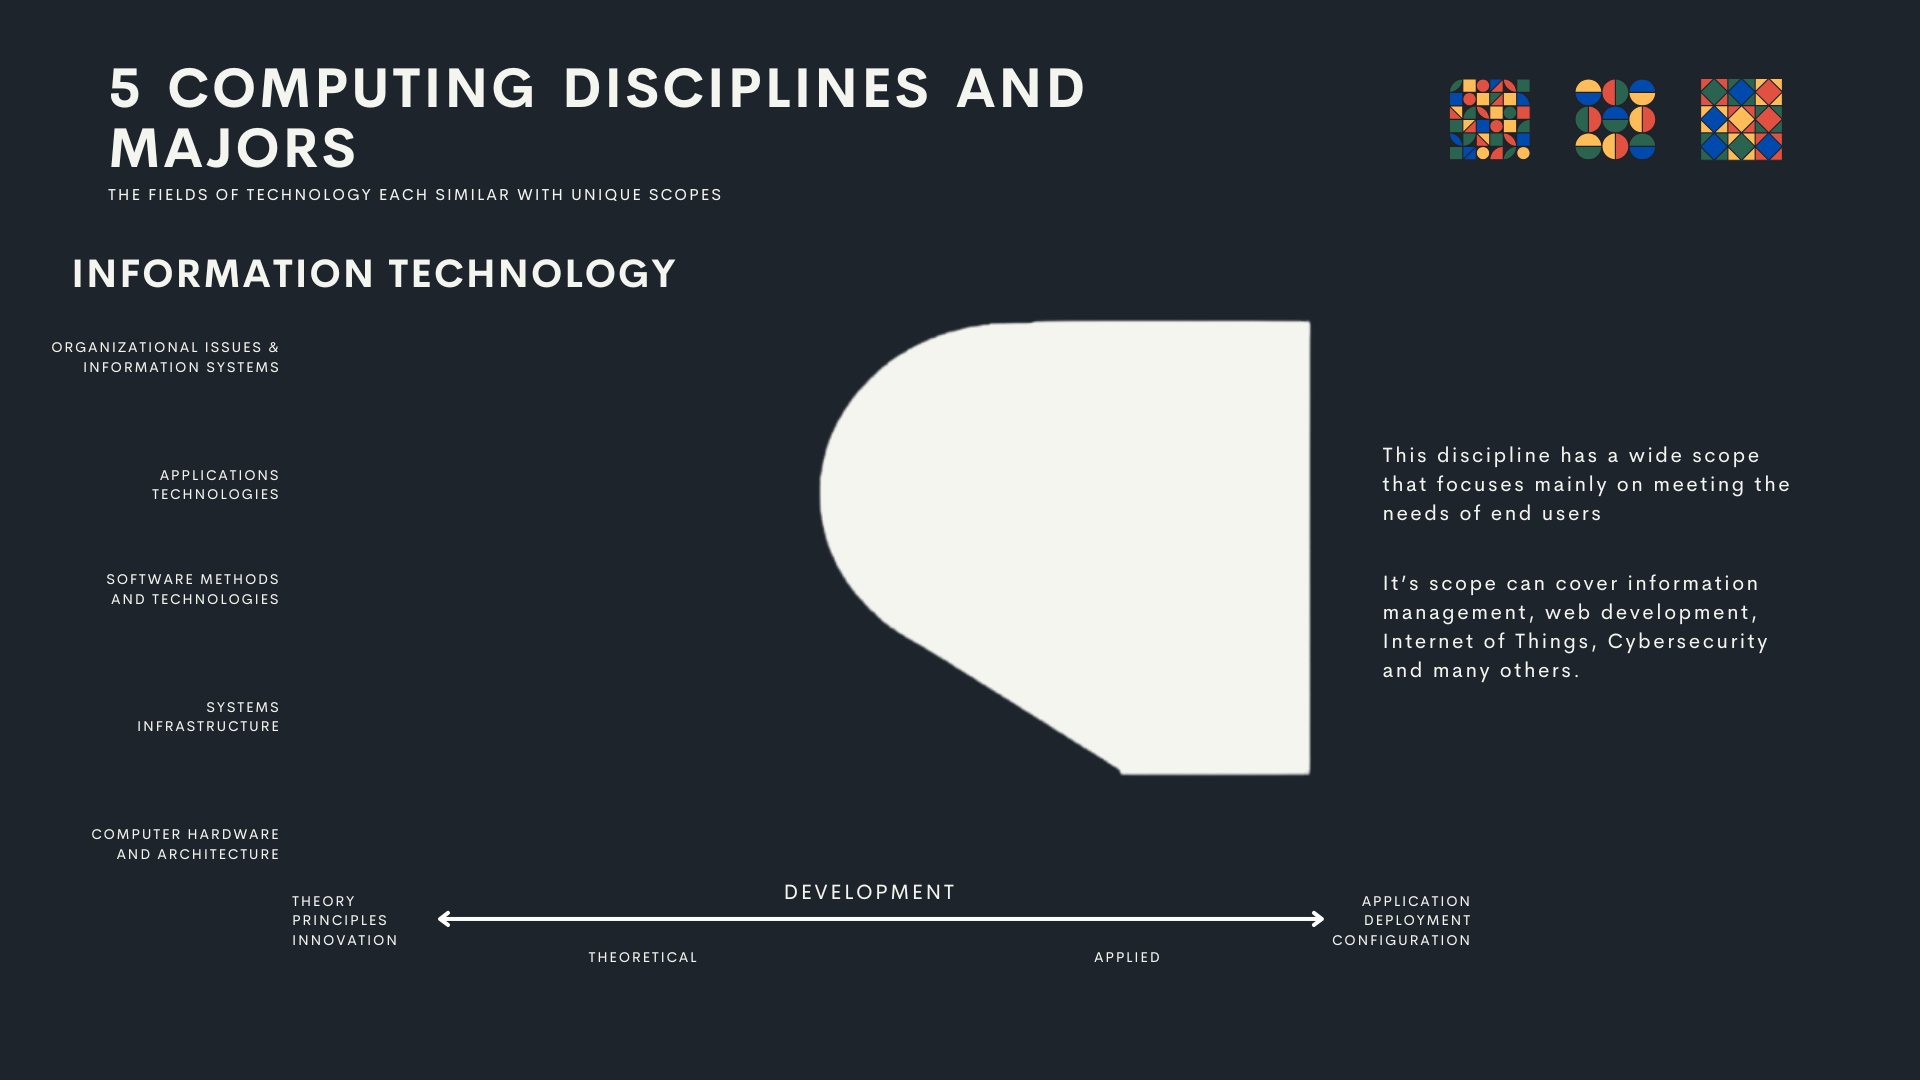 5 COMPUTING DISCIPLINES AND
MAJORS
THE FIELDS OF TECHNOLOGY EACH SIMILAR WITH UNIQUE SCOPES
INFORMATION TECHNOLOGY
ORGANIZATIONAL ISSUES &
INFORMATION SYSTEMS
APPLICATIONS
TECHNOLOGIES
SOFTWARE METHODS
AND TECHNOLOGIES
SYSTEMS
INFRASTRUCTURE
COMPUTER HARDWARE
AND ARCHITECTURE
This discipline has a wide scope
that focuses mainly on meeting the
needs of end users
It's scope can cover information
management, web development,
Internet of Things, Cybersecurity
and many others.
DEVELOPMENT
THEORY
PRINCIPLES
INNOVATION
THEORETICAL
APPLIED
APPLICATION
DEPLOYMENT
CONFIGURATION